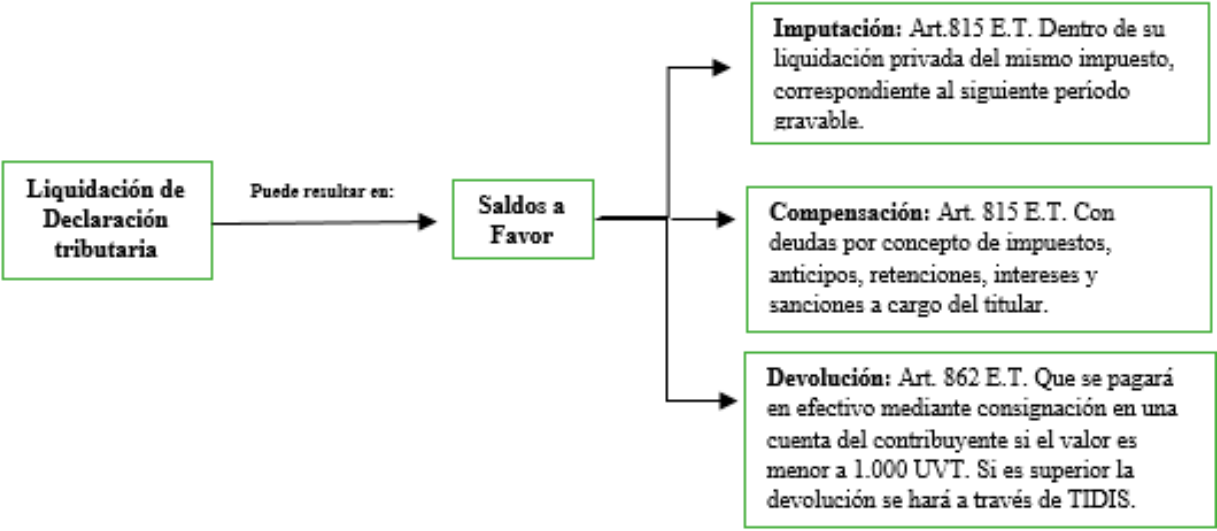 Liquidación de
Declaración
tributaria
Puede resultar en:
Saldos a
Favor
Imputación: Art.815 E.T. Dentro de su
liquidación privada del mismo impuesto,
correspondiente al siguiente período
gravable.
Compensación: Art. 815 E.T. Con
deudas por concepto de impuestos,
anticipos, retenciones, intereses y
sanciones a cargo del titular.
Devolución: Art. 862 E.T. Que se pagará
en efectivo mediante consignación en una
cuenta del contribuyente si el valor es
menor a 1.000 UVT. Si es superior la
devolución se hará a través de TIDIS.